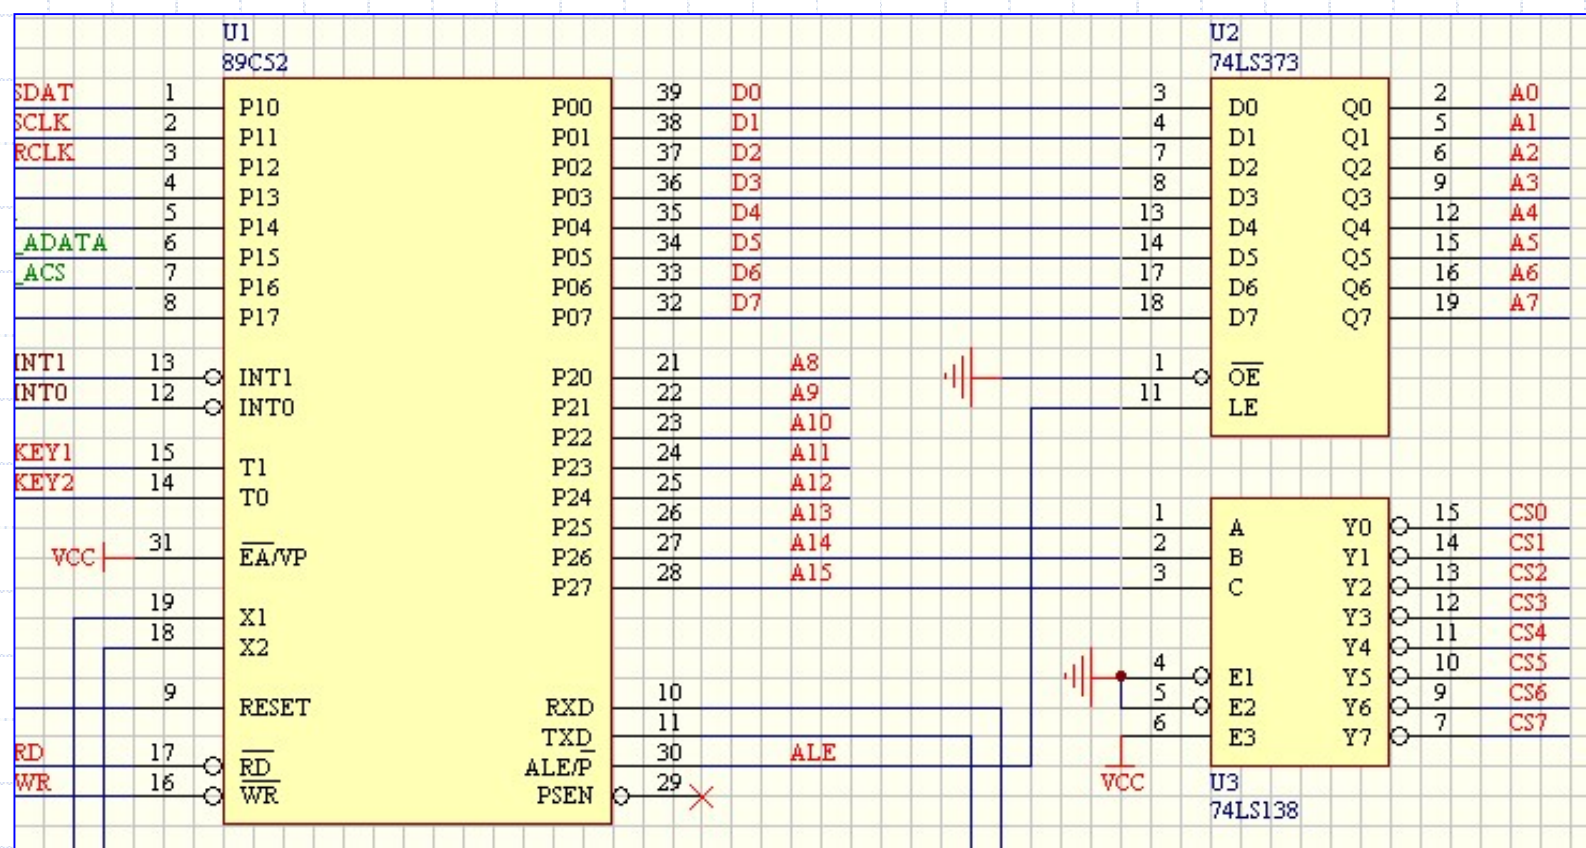 U1 U2
89C52 74LS373
SDAT 1 P10 P00 39 D0 3 D0 Q0 2 A0
SCLK 2 P11 P01 38 D1 4 D1 Q1 5 A1
RCLK 3 P12 P02 37 D2 7 D2 Q2 6 A2
4 P13 P03 36 D3 8 D3 Q3 9 A3
5 P14 P04 35 D4 13 D4 Q4 12 A4
_ADATA 6 P15 P05 34 D5 14 D5 Q5 15 A5
_ACS 7 P16 P06 33 D6 17 D6 Q6 16 A6
8 P17 P07 32 D7 18 D7 Q7 19 A7
INT1 13 INT1 P20 21 A8 1 OE
INT0 12 INT0 P21 22 A9 11 LE
P22 23 A10
KEY1 15 T1 P23 24 A11
KEY2 14 T0 P24 25 A12
P25 26 A13 1 A Y0 15 CS0
VCC 31 EA/VP P26 27 A14 2 B Y1 14 CS1
P27 28 A15 3 C Y2 13 CS2
19 X1 Y3 12 CS3
18 X2 Y4 11 CS4
4 E1 Y5 10 CS5
9 RESET RXD 10 5 E2 Y6 9 CS6
TXD 11 6 E3 Y7 7 CS7
RD 17 RD ALE/P 30 ALE
WR 16 WR PSEN 29 VCC U3
74LS138